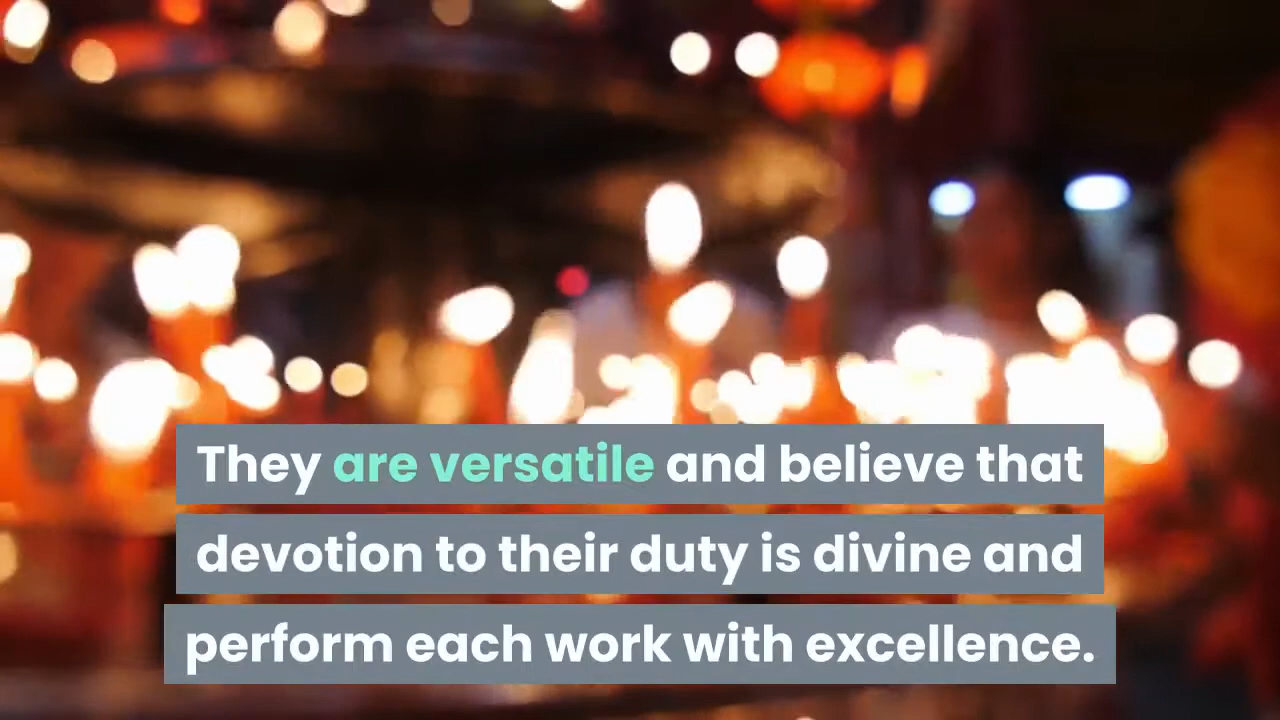 They are versatile and believe that
devotion to their duty is divine and
perform each work with excellence.